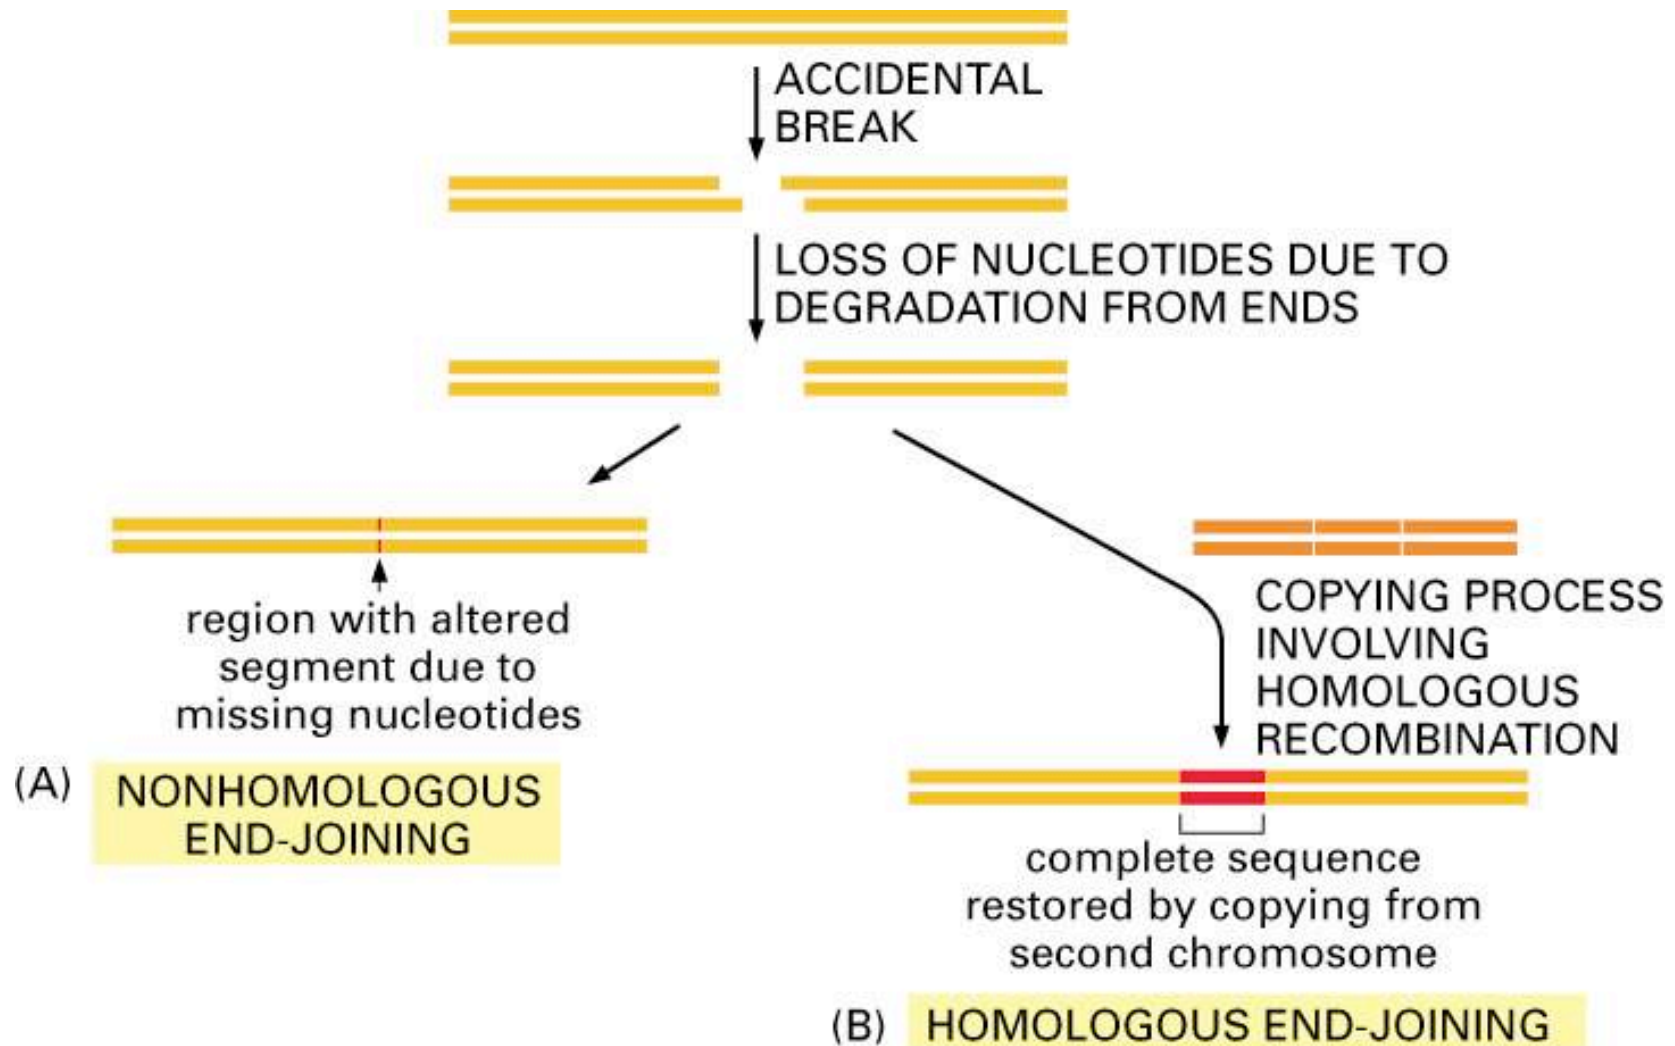 ACCIDENTAL
BREAK
LOSS OF NUCLEOTIDES DUE TO
DEGRADATION FROM ENDS
region with altered
segment due to
missing nucleotides
(A) NONHOMOLOGOUS
END-JOINING
COPYING PROCESS
INVOLVING
HOMOLOGOUS
RECOMBINATION
complete sequence
restored by copying from
second chromosome
(B) HOMOLOGOUS END-JOINING